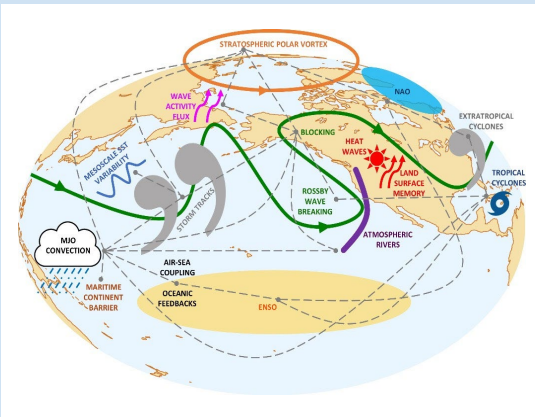 STRATOSPHERIC POLAR VORTEX
WAVE
ACTIVITY
FLUX
NAO
EXTRATROPICAL
CYCLONES
BLOCKING
HEAT
WAVES
LAND
SURFACE
MEMORY
MESOSCALE SST
VARIABILITY
TROPICAL
CYCLONES
STORM TRACKS
ROSSBY
WAVE
BREAKING
ATMOSPHERIC
RIVERS
MJO
CONVECTION
AIR-SEA
COUPLING
MARITIME
CONTINENT
BARRIER
OCEANIC
FEEDBACKS
ENSO